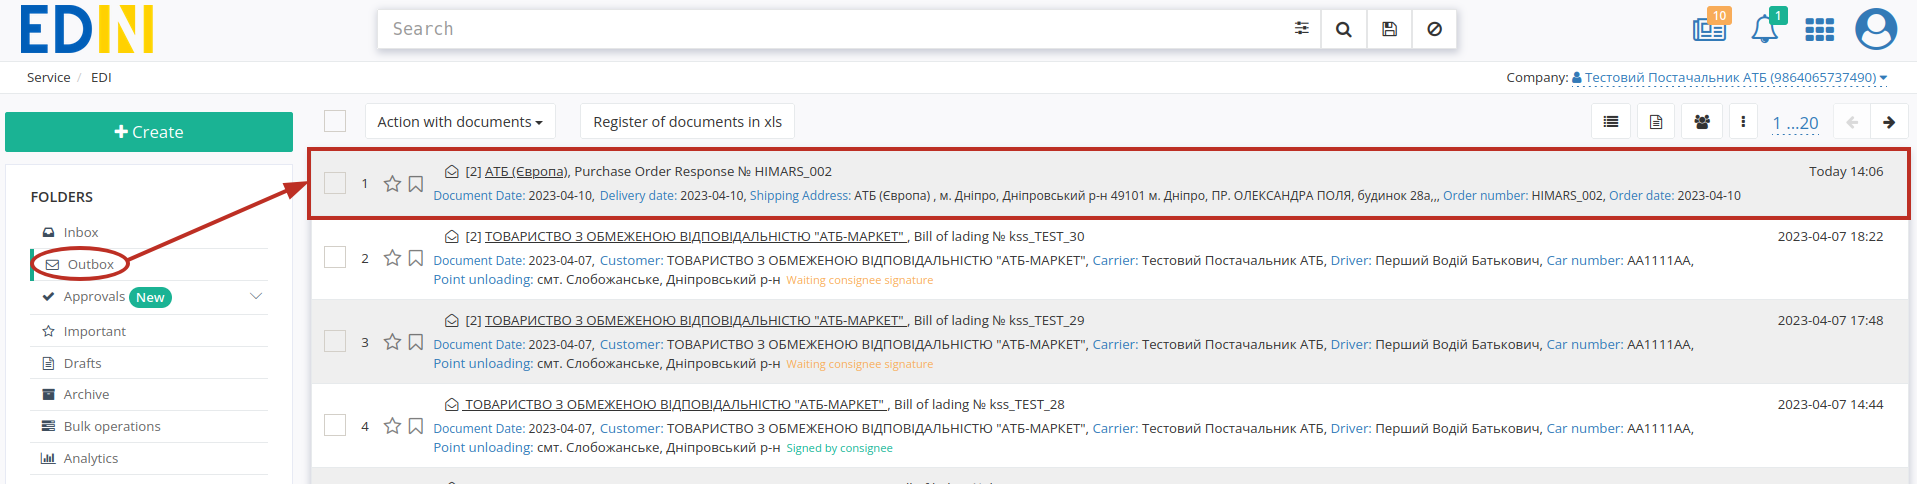 EDIN
Search
10
1
Service / EDI
Company: Тестовий Постачальник АТБ (9864065737490)
Create
Action with documents
Register of documents in xls
1 ...20
FOLDERS
Inbox
Outbox
Approvals New
Important
Drafts
Archive
Bulk operations
Analytics
1 [2] АТБ (Європа), Purchase Order Response № HIMARS_002 Today 14:06
Document Date: 2023-04-10, Delivery date: 2023-04-10, Shipping Address: АТБ (Європа) , м. Дніпро, Дніпровський р-н 49101 м. Дніпро, ПР. ОЛЕКСАНДРА ПОЛЯ, будинок 28а,,, Order number: HIMARS_002, Order date: 2023-04-10
2 [2] ТОВАРИСТВО З ОБМЕЖЕНОЮ ВІДПОВІДАЛЬНІСТЮ "АТБ-МАРКЕТ" , Bill of lading № kss_TEST_30 2023-04-07 18:22
Document Date: 2023-04-07, Customer: ТОВАРИСТВО З ОБМЕЖЕНОЮ ВІДПОВІДАЛЬНІСТЮ "АТБ-МАРКЕТ", Carrier: Тестовий Постачальник АТБ, Driver: Перший Водій Батькович, Car number: АА1111АА,
Point unloading: смт. Слобожанське, Дніпровський р-н Waiting consignee signature
3 [2] ТОВАРИСТВО З ОБМЕЖЕНОЮ ВІДПОВІДАЛЬНІСТЮ "АТБ-МАРКЕТ" , Bill of lading № kss_TEST_29 2023-04-07 17:48
Document Date: 2023-04-07, Customer: ТОВАРИСТВО З ОБМЕЖЕНОЮ ВІДПОВІДАЛЬНІСТЮ "АТБ-МАРКЕТ", Carrier: Тестовий Постачальник АТБ, Driver: Перший Водій Батькович, Car number: АА1111АА,
Point unloading: смт. Слобожанське, Дніпровський р-н Waiting consignee signature
4 ТОВАРИСТВО З ОБМЕЖЕНОЮ ВІДПОВІДАЛЬНІСТЮ "АТБ-МАРКЕТ" , Bill of lading № kss_TEST_28 2023-04-07 14:44
Document Date: 2023-04-07, Customer: ТОВАРИСТВО З ОБМЕЖЕНОЮ ВІДПОВІДАЛЬНІСТЮ "АТБ-МАРКЕТ", Carrier: Тестовий Постачальник АТБ, Driver: Перший Водій Батькович, Car number: АА1111АА,
Point unloading: смт. Слобожанське, Дніпровський р-н Signed by consignee